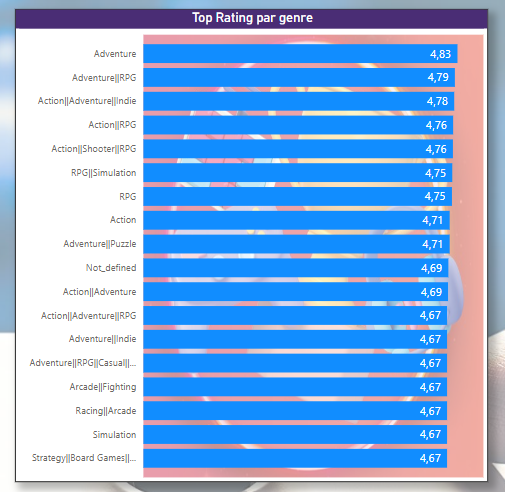 Top Rating par genre
Adventure 4,83
Adventure||RPG 4,79
Action||Adventure||Indie 4,78
Action||RPG 4,76
Action||Shooter||RPG 4,76
RPG||Simulation 4,75
RPG 4,75
Action 4,71
Adventure||Puzzle 4,71
Not_defined 4,69
Action||Adventure 4,69
Action||Adventure||RPG 4,67
Adventure||Indie 4,67
Adventure||RPG||Casual||... 4,67
Arcade||Fighting 4,67
Racing||Arcade 4,67
Simulation 4,67
Strategy||Board Games||... 4,67